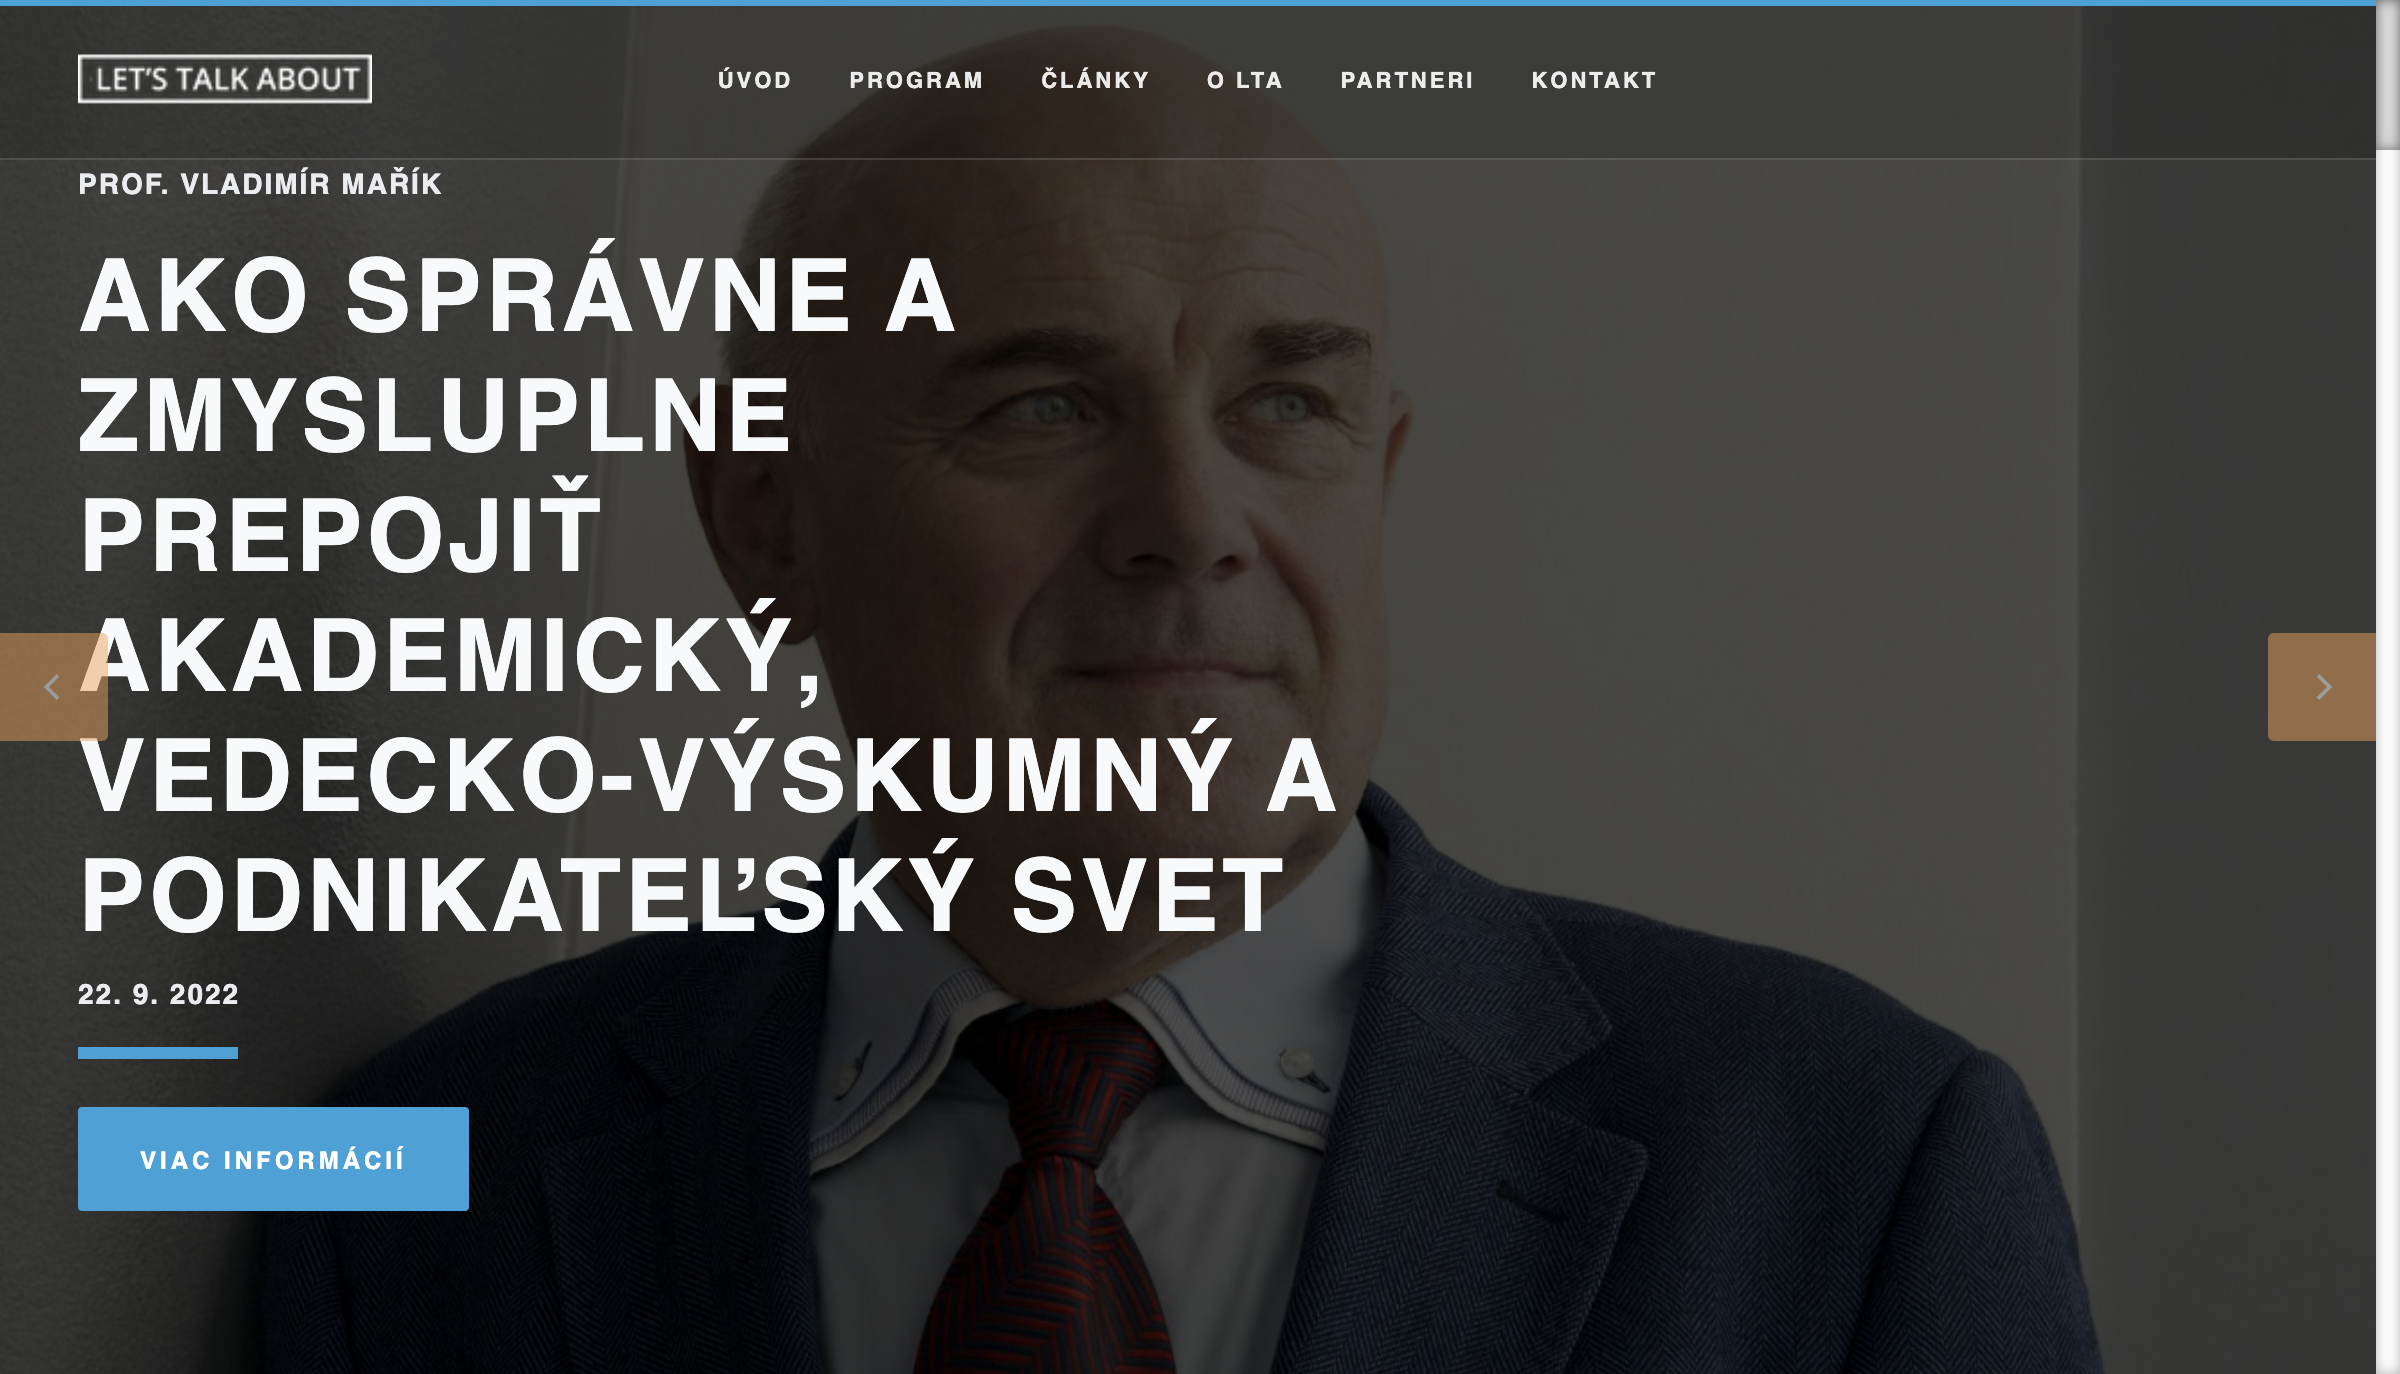 LET'S TALK ABOUT
ÚVOD PROGRAM ČLÁNKY O LTA PARTNERI KONTAKT
PROF. VLADIMÍR MAŘÍK
AKO SPRÁVNE A
ZMYSLUPLNE
PREPOJIŤ
AKADEMICKÝ,
VEDECKO-VÝSKUMNÝ A
PODNIKATEĽSKÝ SVET
22. 9. 2022
VIAC INFORMÁCIÍ